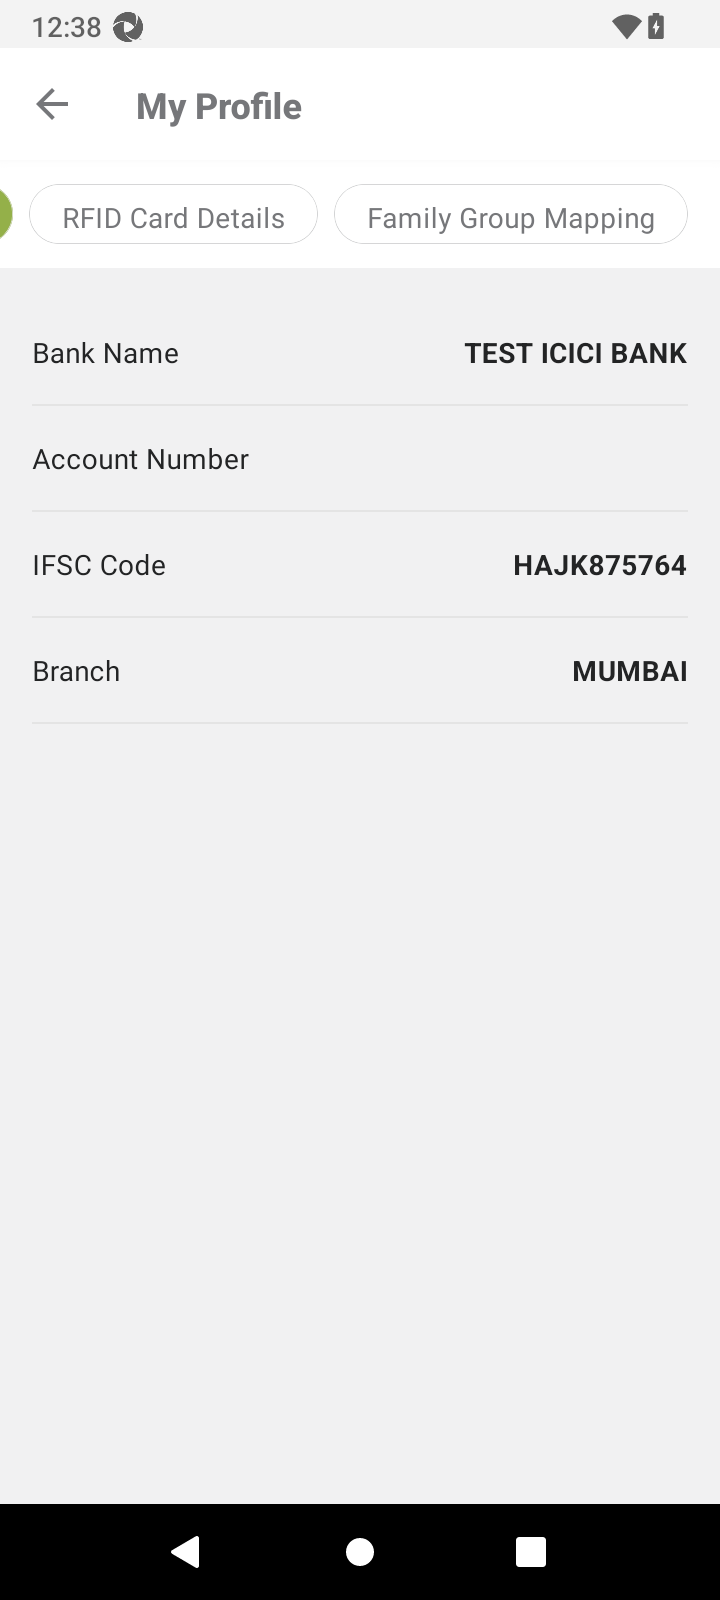 12:38
My Profile
RFID Card Details
Family Group Mapping
Bank Name TEST ICICI BANK
Account Number
IFSC Code HAJK875764
Branch MUMBAI